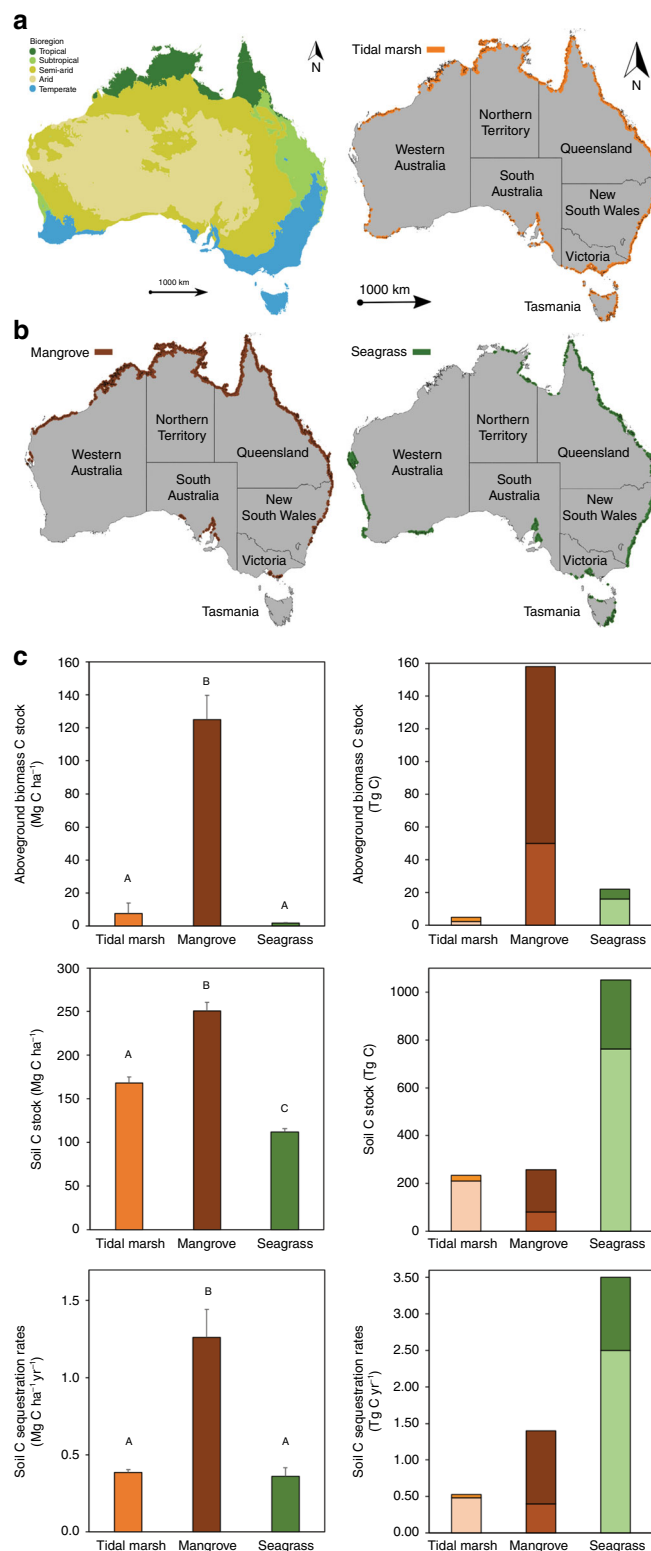 a
Bioregion
Tropical
Subtropical
Semi-arid
Arid
Temperate
N
1000 km
Tidal marsh
N
Western
Australia
Northern
Territory
Queensland
South
Australia
New
South Wales
Victoria
Tasmania
1000 km
b
Mangrove
Western
Australia
Northern
Territory
Queensland
South
Australia
New
South Wales
Victoria
Tasmania
Seagrass
Western
Australia
Northern
Territory
Queensland
South
Australia
New
South Wales
Victoria
Tasmania
c
Aboveground biomass C stock
(Mg C ha⁻¹)
160
140
120
100
80
60
40
20
0
A
B
A
Tidal marsh Mangrove Seagrass
Aboveground biomass C stock
(Tg C)
160
140
120
100
80
60
40
20
0
Tidal marsh Mangrove Seagrass
Soil C stock (Mg C ha⁻¹)
300
250
200
150
100
50
0
A
B
C
Tidal marsh Mangrove Seagrass
Soil C stock (Tg C)
1000
800
600
400
200
0
Tidal marsh Mangrove Seagrass
Soil C sequestration rates
(Mg C ha⁻¹ yr⁻¹)
1.5
1.0
0.5
0.0
A
B
A
Tidal marsh Mangrove Seagrass
Soil C sequestration rates
(Tg C yr⁻¹)
3.50
3.00
2.50
2.00
1.50
1.00
0.50
0.00
Tidal marsh Mangrove Seagrass